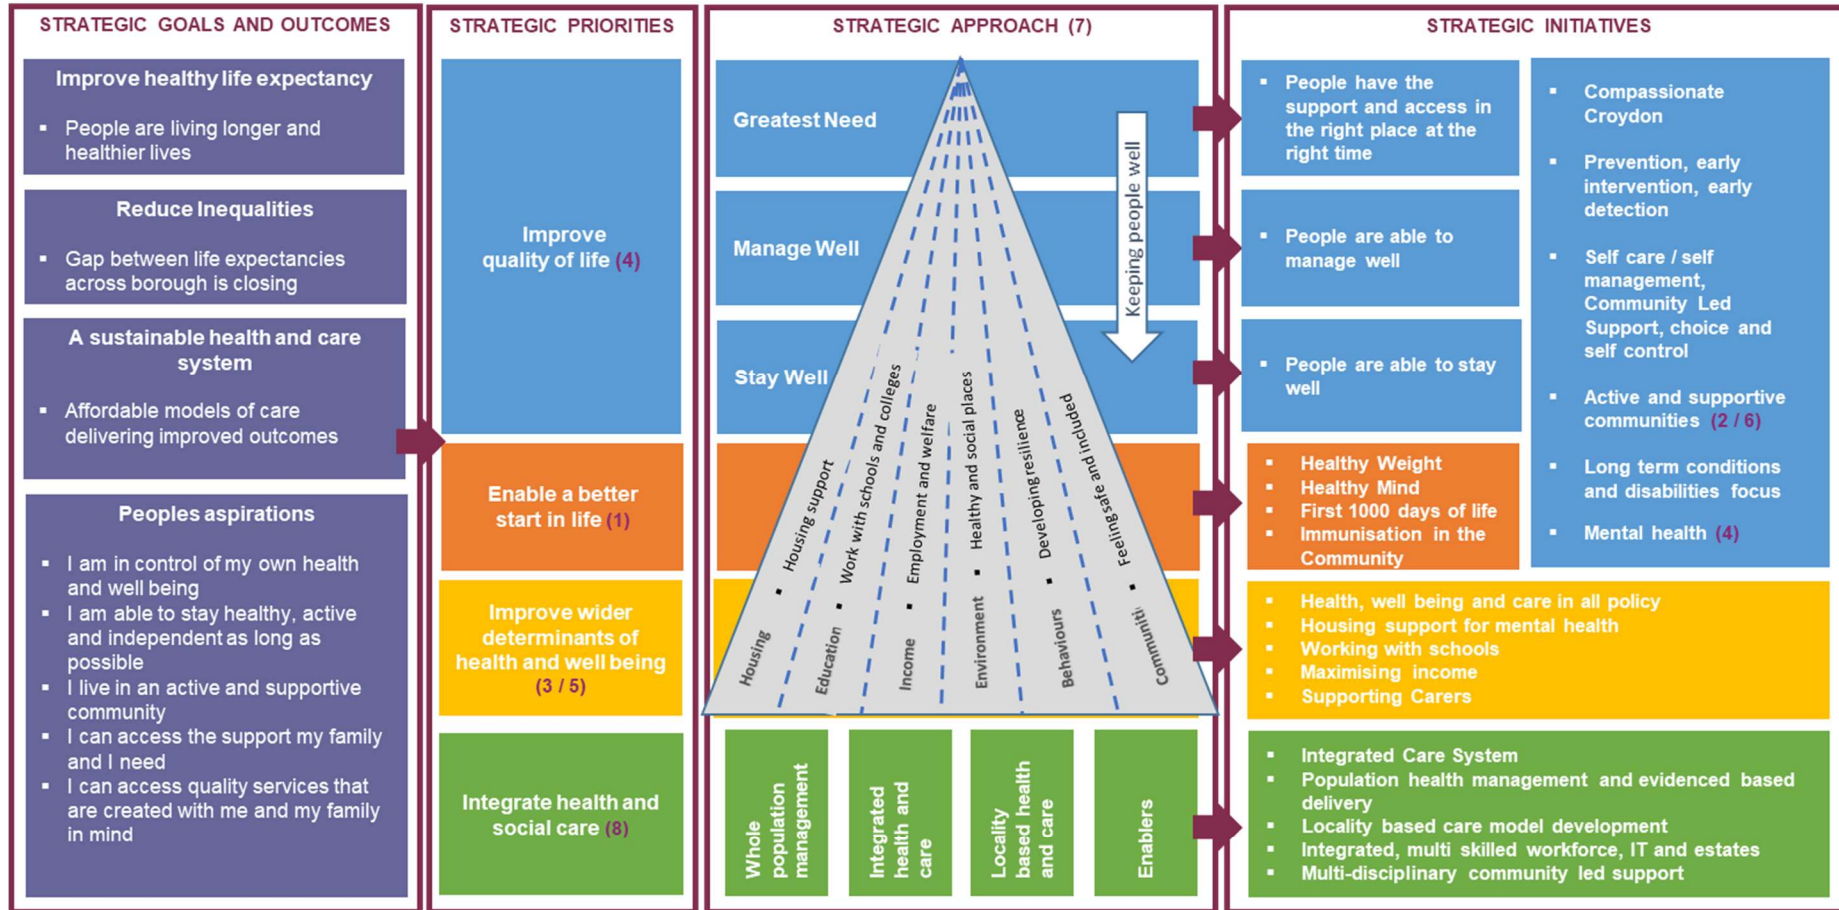 STRATEGIC GOALS AND OUTCOMES
Improve healthy life expectancy
▪ People are living longer and
healthier lives
Reduce Inequalities
▪ Gap between life expectancies
across borough is closing
A sustainable health and care
system
▪ Affordable models of care
delivering improved outcomes
Peoples aspirations
▪ I am in control of my own health
and well being
▪ I am able to stay healthy, active
and independent as long as
possible
▪ I live in an active and supportive
community
▪ I can access the support my family
and I need
▪ I can access quality services that
are created with me and my family
in mind
STRATEGIC PRIORITIES
Improve
quality of life (4)
Enable a better
start in life (1)
Improve wider
determinants of
health and well being
(3 / 5)
Integrate health and
social care (8)
STRATEGIC APPROACH (7)
Greatest Need
Manage Well
Stay Well
Keeping people well
Housing ▪ Housing support
Education ▪ Work with schools and colleges
Income ▪ Employment and welfare
Environment ▪ Healthy and social places
Behaviours ▪ Developing resilience
Communiti ▪ Feeling safe and included
Whole
population
management
Integrated
health and
care
Locality
based health
and care
Enablers
STRATEGIC INITIATIVES
▪ People have the
support and access in
the right place at the
right time
▪ People are able to
manage well
▪ People are able to stay
well
▪ Healthy Weight
▪ Healthy Mind
▪ First 1000 days of life
▪ Immunisation in the
Community
▪ Compassionate
Croydon
▪ Prevention, early
intervention, early
detection
▪ Self care / self
management,
Community Led
Support, choice and
self control
▪ Active and supportive
communities (2 / 6)
▪ Long term conditions
and disabilities focus
▪ Mental health (4)
▪ Health, well being and care in all policy
▪ Housing support for mental health
▪ Working with schools
▪ Maximising income
▪ Supporting Carers
▪ Integrated Care System
▪ Population health management and evidenced based
delivery
▪ Locality based care model development
▪ Integrated, multi skilled workforce, IT and estates
▪ Multi-disciplinary community led support